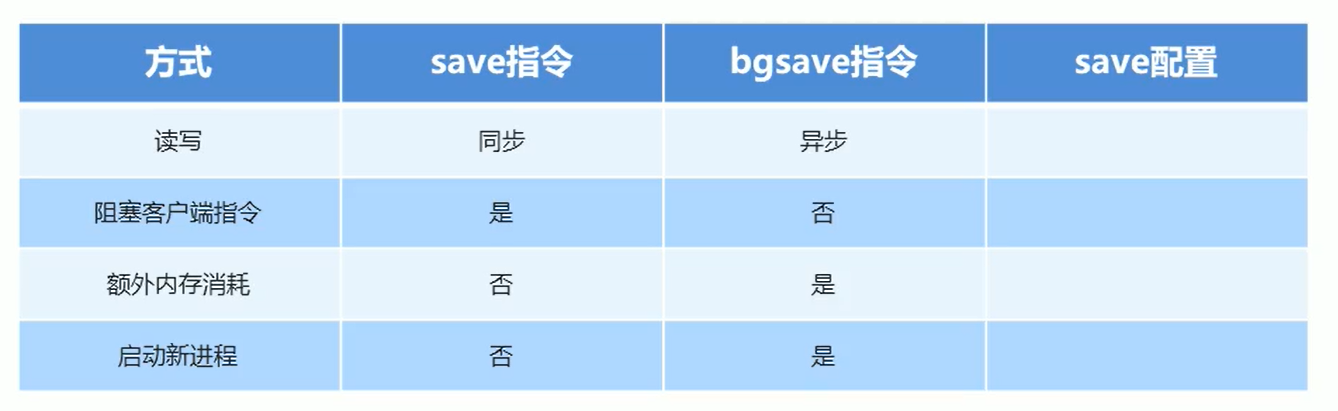 方式 save指令 bgsave指令 save配置
读写 同步 异步
阻塞客户端指令 是 否
额外内存消耗 否 是
启动新进程 否 是